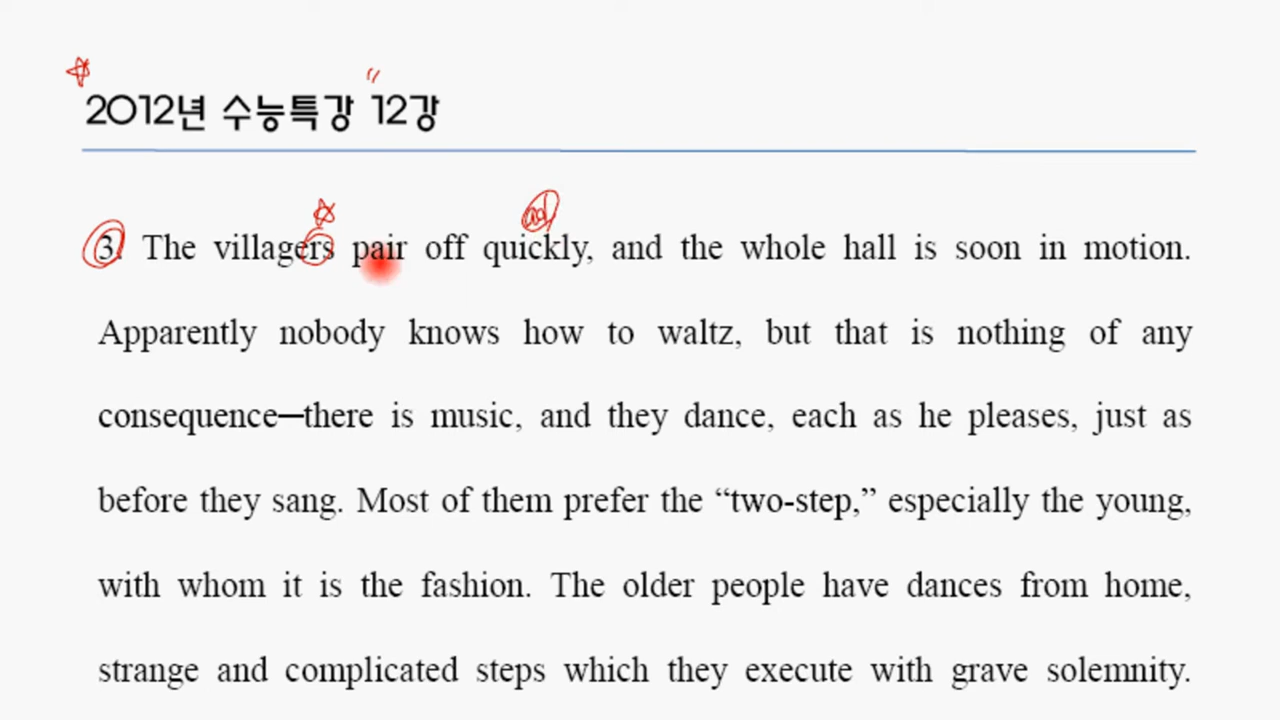 2012년 수능특강 12강
ad
3. The villagers pair off quickly, and the whole hall is soon in motion.
Apparently nobody knows how to waltz, but that is nothing of any
consequence—there is music, and they dance, each as he pleases, just as
before they sang. Most of them prefer the “two-step,” especially the young,
with whom it is the fashion. The older people have dances from home,
strange and complicated steps which they execute with grave solemnity.